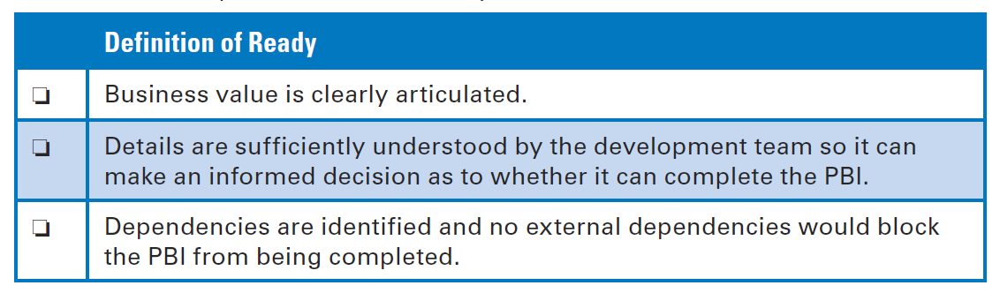 Definition of Ready
❏ Business value is clearly articulated.
❏ Details are sufficiently understood by the development team so it can
make an informed decision as to whether it can complete the PBI.
❏ Dependencies are identified and no external dependencies would block
the PBI from being completed.